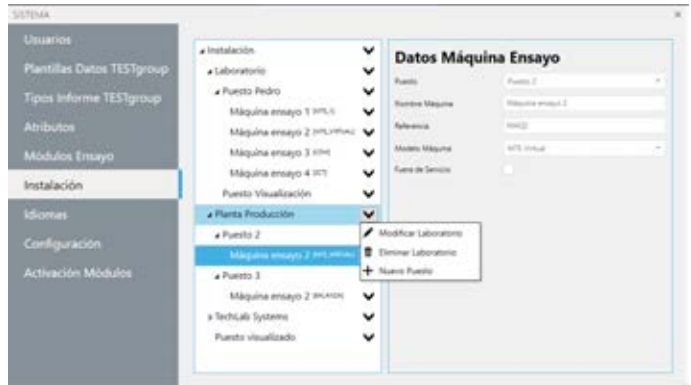 SISTEMA
Usuarios
Plantillas Datos TESTgroup
Tipos Informe TESTgroup
Atributos
Módulos Ensayo
Instalación
Idiomas
Configuración
Activación Módulos
Instalación
Laboratorio
Puesto Pedro
Máquina ensayo 1
Máquina ensayo 2
Máquina ensayo 3
Máquina ensayo 4
Puesto Visualización
Planta Producción
Puesto 2
Máquina ensayo 2
Puesto 3
Máquina ensayo 2
TechLab Systems
Puesto visualizado
Modificar Laboratorio
Eliminar Laboratorio
Nuevo Puesto
Datos Máquina Ensayo
Puesto Puesto 2
Nombre Máquina Máquina ensayo 2
Referencia
Modelo Máquina MTE Virtual
Fuera de Servicio